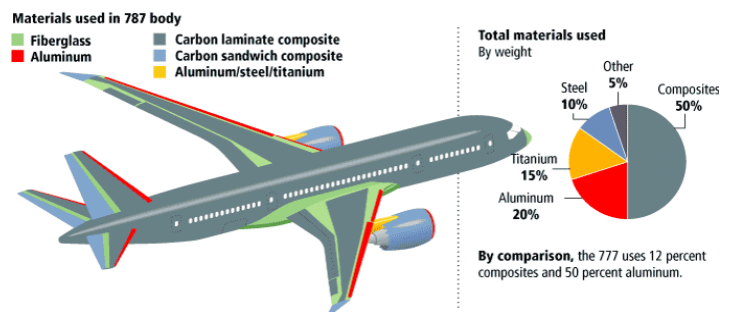 Materials used in 787 body
Fiberglass
Aluminum
Carbon laminate composite
Carbon sandwich composite
Aluminum/steel/titanium
Total materials used
By weight
Other
5%
Steel
10%
Composites
50%
Titanium
15%
Aluminum
20%
By comparison, the 777 uses 12 percent
composites and 50 percent aluminum.